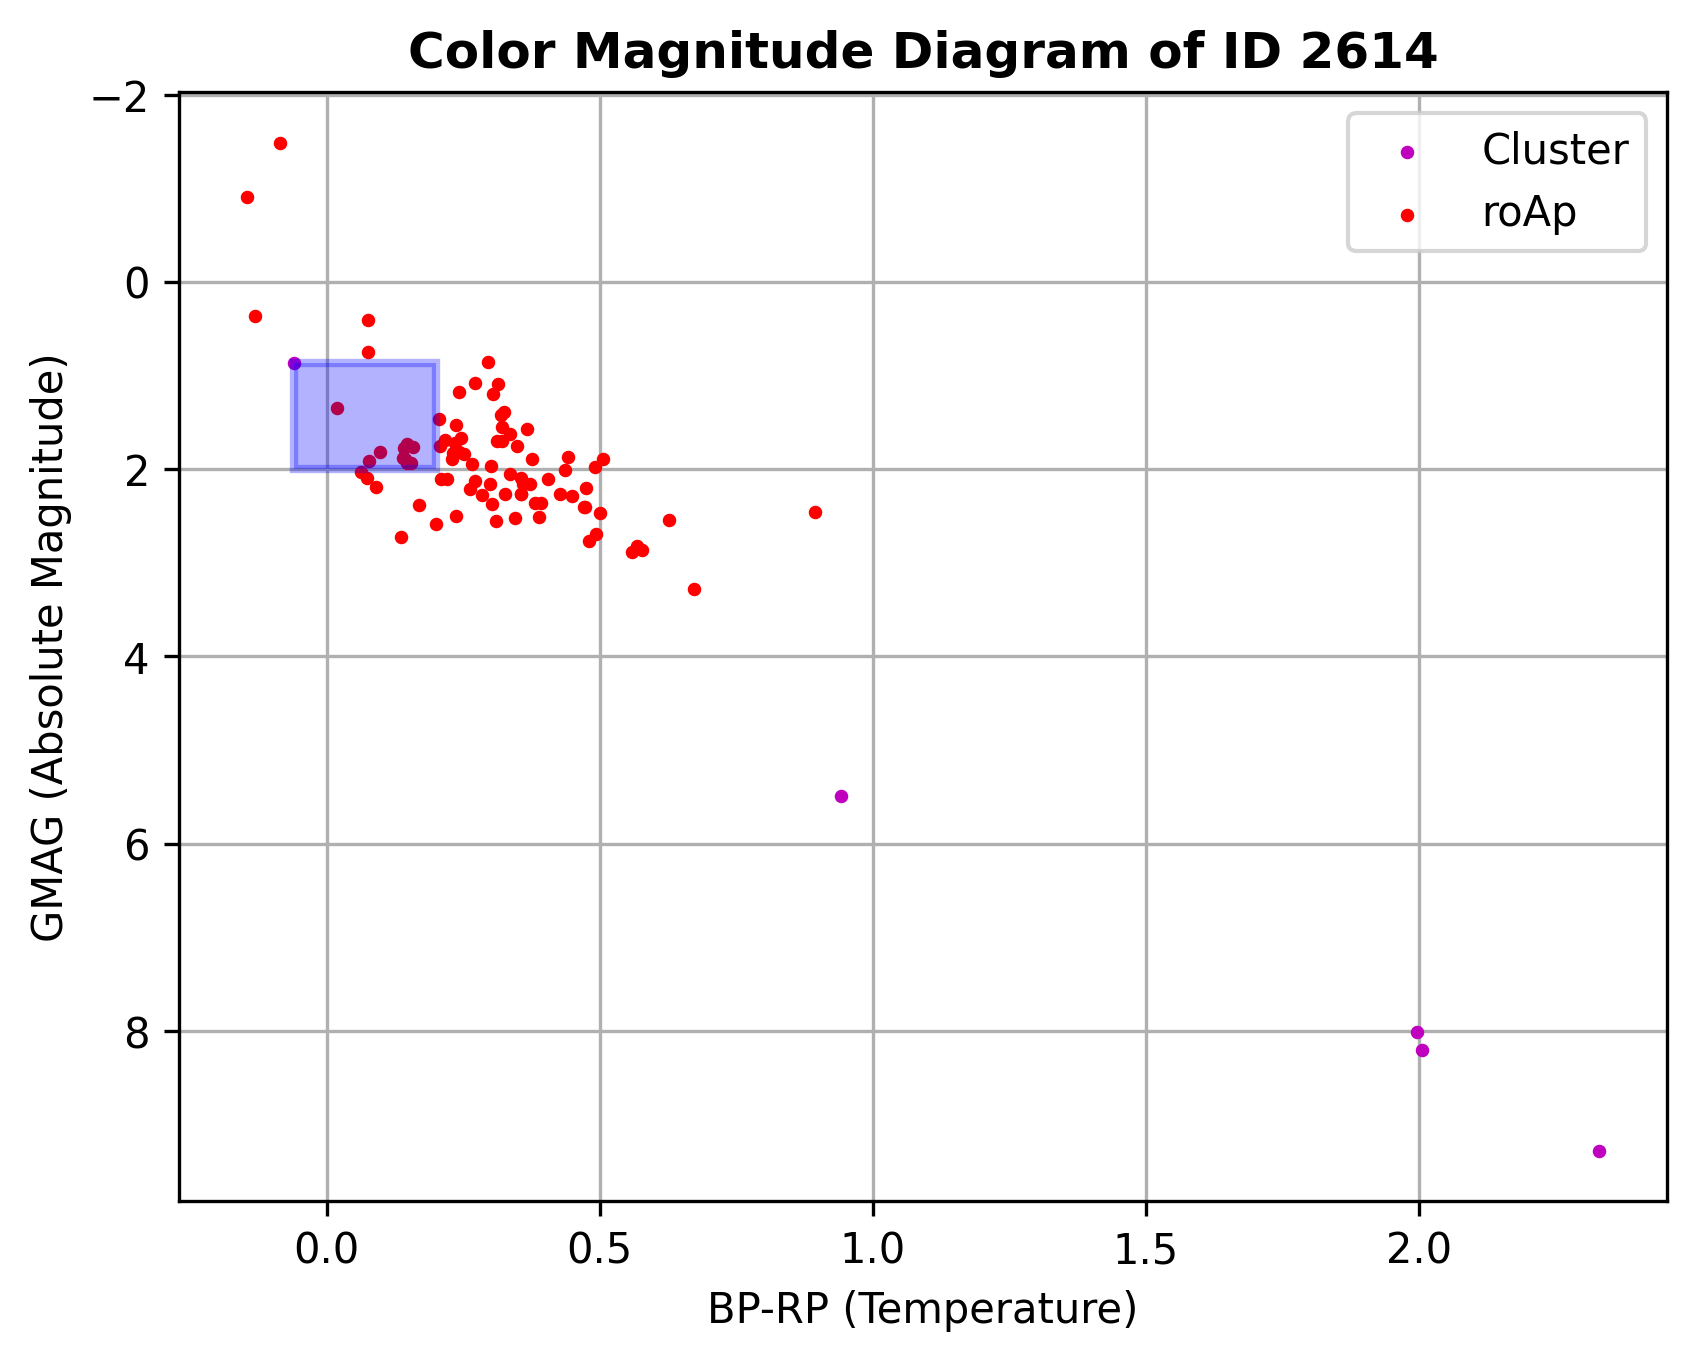 Color Magnitude Diagram of ID 2614
Cluster
roAp
−2
0
2
4
6
8
GMAG (Absolute Magnitude)
0.0 0.5 1.0 1.5 2.0
BP-RP (Temperature)